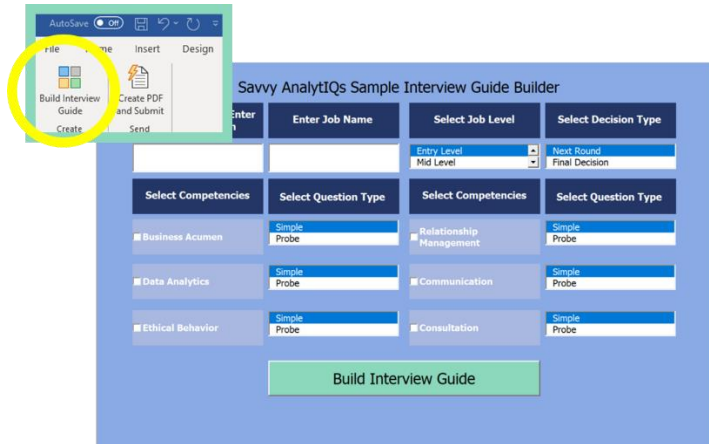 AutoSave Off
File Home Insert Design
Build Interview Guide
Create PDF and Submit
Create
Send
Savvy AnalytIQs Sample Interview Guide Builder
Enter
Enter Job Name
Select Job Level
Select Decision Type
Entry Level
Mid Level
Next Round
Final Decision
Select Competencies
Select Question Type
Select Competencies
Select Question Type
Business Acumen
Simple
Probe
Relationship
Management
Simple
Probe
Data Analytics
Simple
Probe
Communication
Simple
Probe
Ethical Behavior
Simple
Probe
Consultation
Simple
Probe
Build Interview Guide